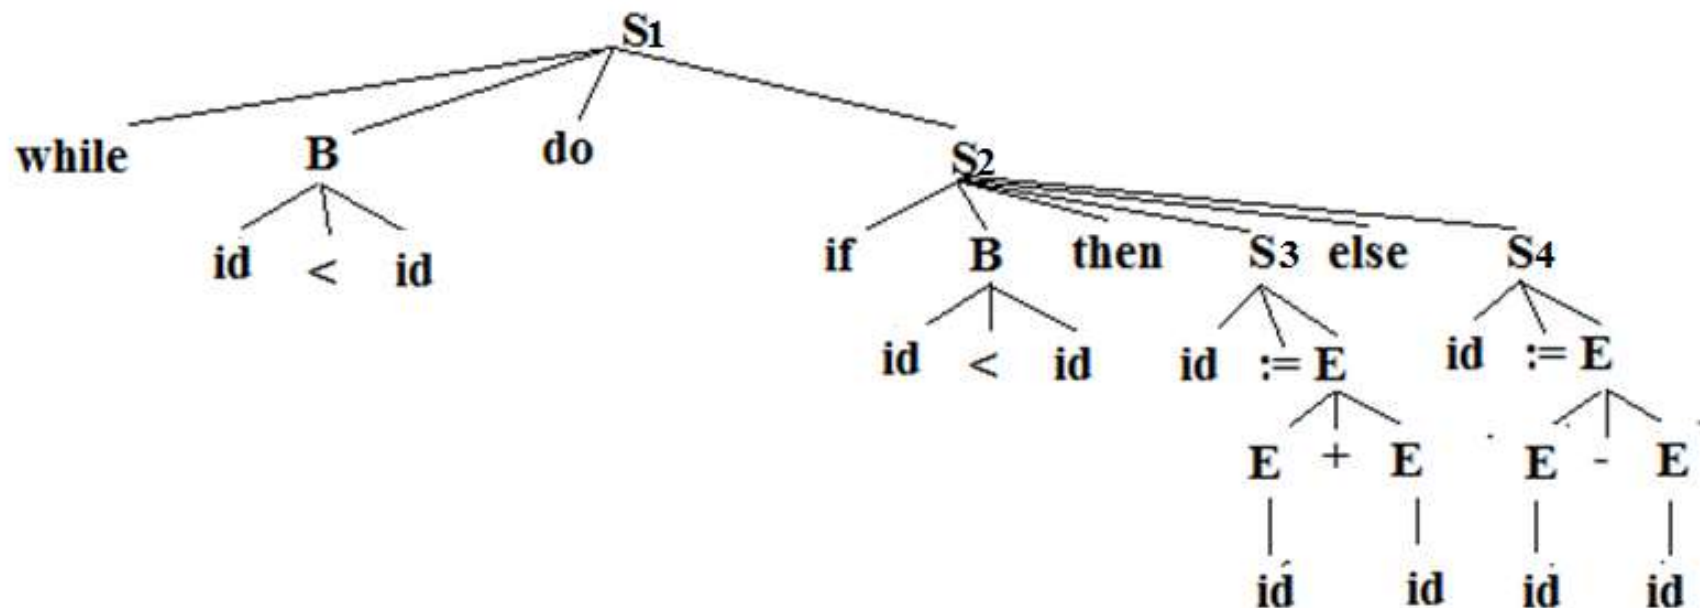 S1
while B do S2
id < id if B then S3 else S4
id < id id := E id := E
E + E E - E
id id id id